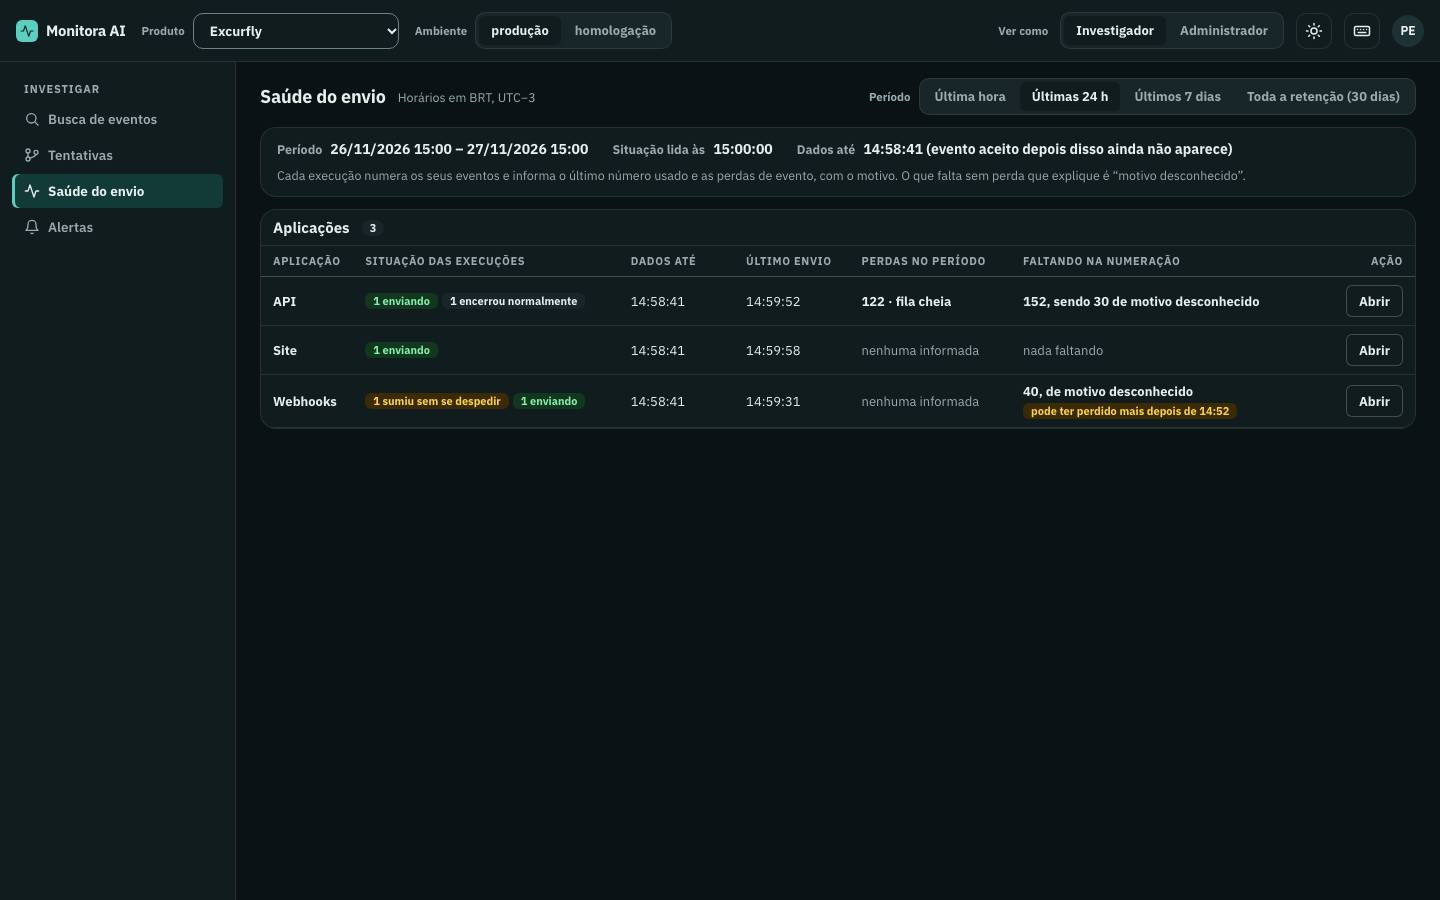 Monitora AI
Produto
Excurfly
Ambiente
produção
homologação
Ver como
Investigador
Administrador
PE
INVESTIGAR
Busca de eventos
Tentativas
Saúde do envio
Alertas
Saúde do envio
Horários em BRT, UTC−3
Período
Última hora
Últimas 24 h
Últimos 7 dias
Toda a retenção (30 dias)
Período 26/11/2026 15:00 – 27/11/2026 15:00 Situação lida às 15:00:00 Dados até 14:58:41 (evento aceito depois disso ainda não aparece)
Cada execução numera os seus eventos e informa o último número usado e as perdas de evento, com o motivo. O que falta sem perda que explique é “motivo desconhecido”.
Aplicações 3
APLICAÇÃO SITUAÇÃO DAS EXECUÇÕES DADOS ATÉ ÚLTIMO ENVIO PERDAS NO PERÍODO FALTANDO NA NUMERAÇÃO AÇÃO
API 1 enviando 1 encerrou normalmente 14:58:41 14:59:52 122 · fila cheia 152, sendo 30 de motivo desconhecido Abrir
Site 1 enviando 14:58:41 14:59:58 nenhuma informada nada faltando Abrir
Webhooks 1 sumiu sem se despedir 1 enviando 14:58:41 14:59:31 nenhuma informada 40, de motivo desconhecido Abrir
pode ter perdido mais depois de 14:52